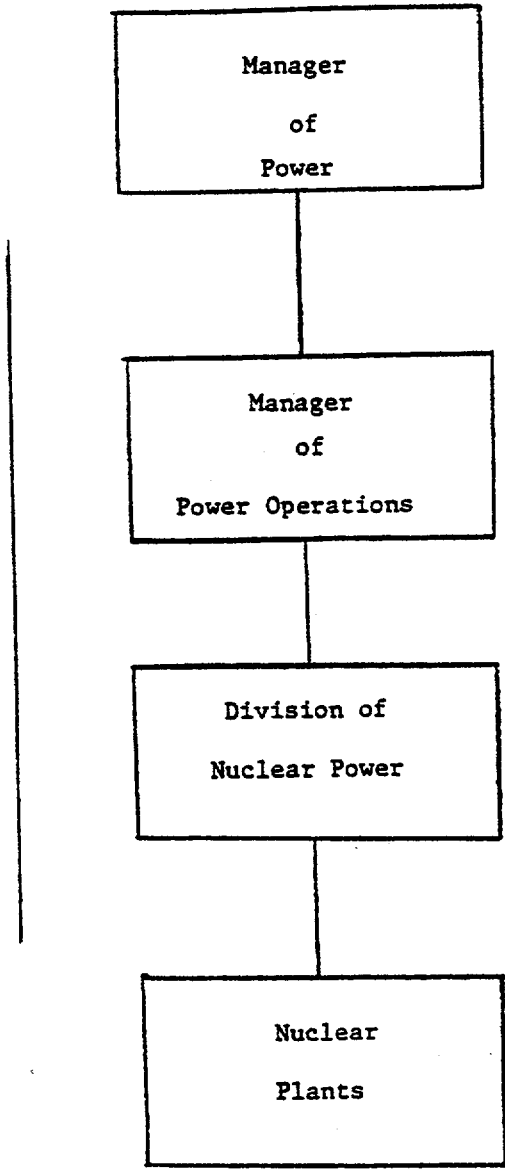 Manager
of
Power
Manager
of
Power Operations
Division of
Nuclear Power
Nuclear
Plants